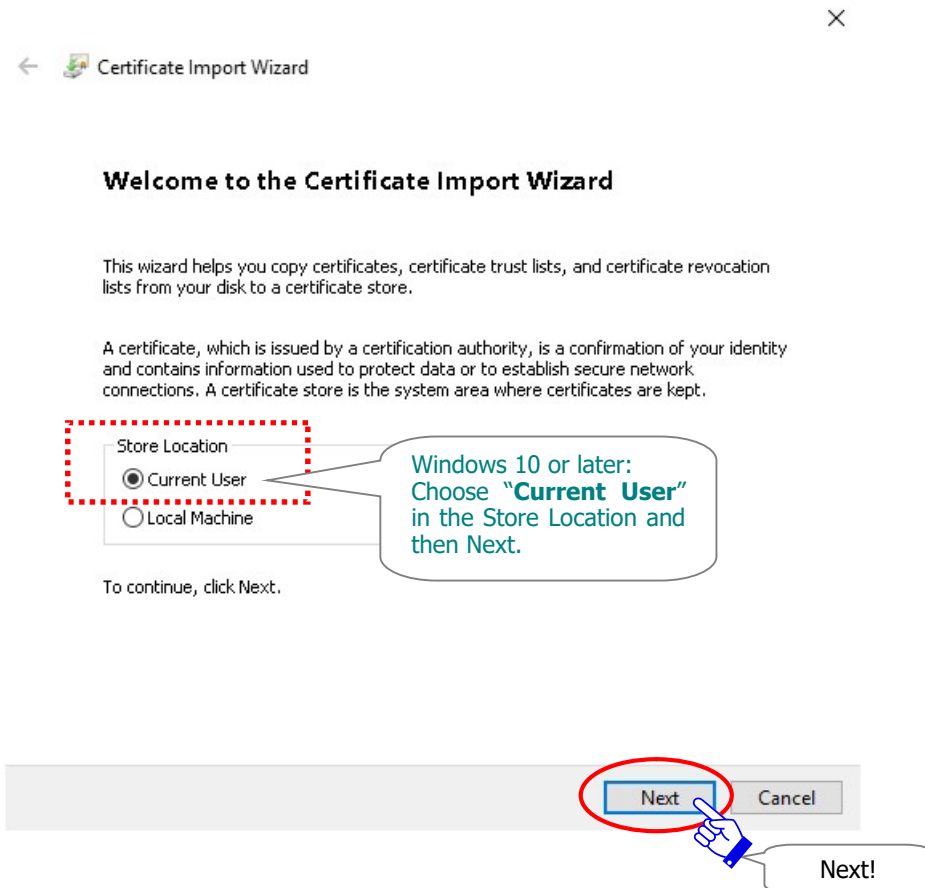 Certificate Import Wizard
Welcome to the Certificate Import Wizard
This wizard helps you copy certificates, certificate trust lists, and certificate revocation
lists from your disk to a certificate store.
A certificate, which is issued by a certification authority, is a confirmation of your identity
and contains information used to protect data or to establish secure network
connections. A certificate store is the system area where certificates are kept.
Store Location
Current User
Local Machine
Windows 10 or later:
Choose “Current User”
in the Store Location and
then Next.
To continue, click Next.
Next
Cancel
Next!